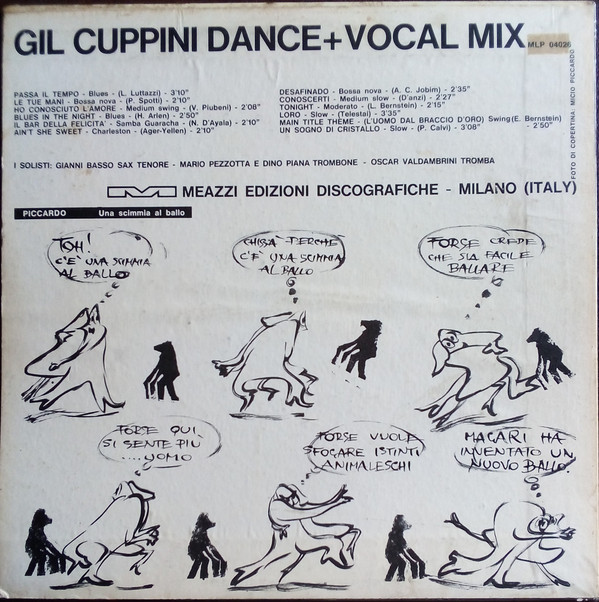 GIL CUPPINI DANCE+VOCAL MIX
MLP 04026
PASSA IL TEMPO - Blues - (L. Luttazzi) - 3'10"
LE TUE MANI - Bossa nova - (P. Spotti) - 2'10"
HO CONOSCIUTO L'AMORE - Medium swing - (V. Piubeni) - 2'08"
BLUES IN THE NIGHT - Blues - (H. Arlen) - 2'50"
IL BAR DELLA FELICITA' - Samba Guaracha - (N. D'Ayala) - 2'10"
AIN'T SHE SWEET - Charleston - (Ager-Yellen) - 2'10"
DESAFINADO - Bossa nova - (A. C. Jobim) - 2'35"
CONOSCERTI - Medium slow - (D'anzi) - 2'27"
TONIGHT - Moderato - (L. Bernstein) - 2'15"
LORO - Slow - (Telestai) - 3'35"
MAIN TITLE THEME - (L'UOMO DAL BRACCIO D'ORO) Swing (E. Bernstein)
UN SOGNO DI CRISTALLO - Slow - (P. Calvi) - 3'08" - 2'50"
FOTO DI COPERTINA: MICIO PICCARDO
I SOLISTI: GIANNI BASSO SAX TENORE - MARIO PEZZOTTA E DINO PIANA TROMBONE - OSCAR VALDAMBRINI TROMBA
MEAZZI EDIZIONI DISCOGRAFICHE - MILANO (ITALY)
PICCARDO Una scimmia al ballo
TOH!
C'E' UNA SCIMMIA
AL BALLO
CHISSÀ PERCHÈ
C'E' UNA SCIMMIA
AL BALLO
FORSE CREDE
CHE SIA FACILE
BALLARE
FORSE QUI
SI SENTE PIÙ
....UOMO
FORSE VUOLE
SFOGARE ISTINTI
ANIMALESCHI
MAGARI HA
INVENTATO UN
NUOVO BALLO.